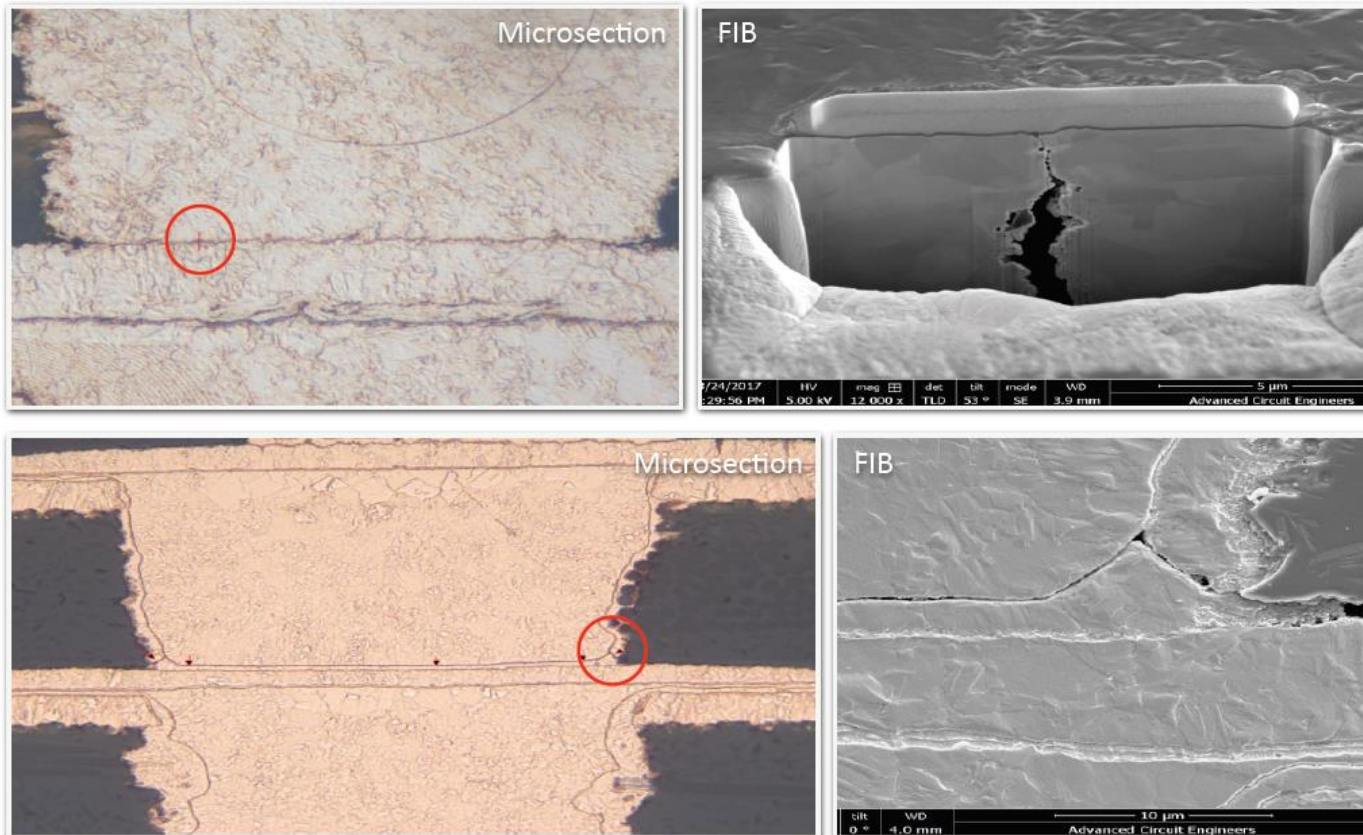 Microsection
FIB
/24/2017 HV mag det tilt mode WD 5 µm
:29:56 PM 5.00 kV 12 000 x TLD 53 ° SE 3.9 mm Advanced Circuit Engineers
Microsection
FIB
tilt WD 10 µm
0 ° 4.0 mm Advanced Circuit Engineers